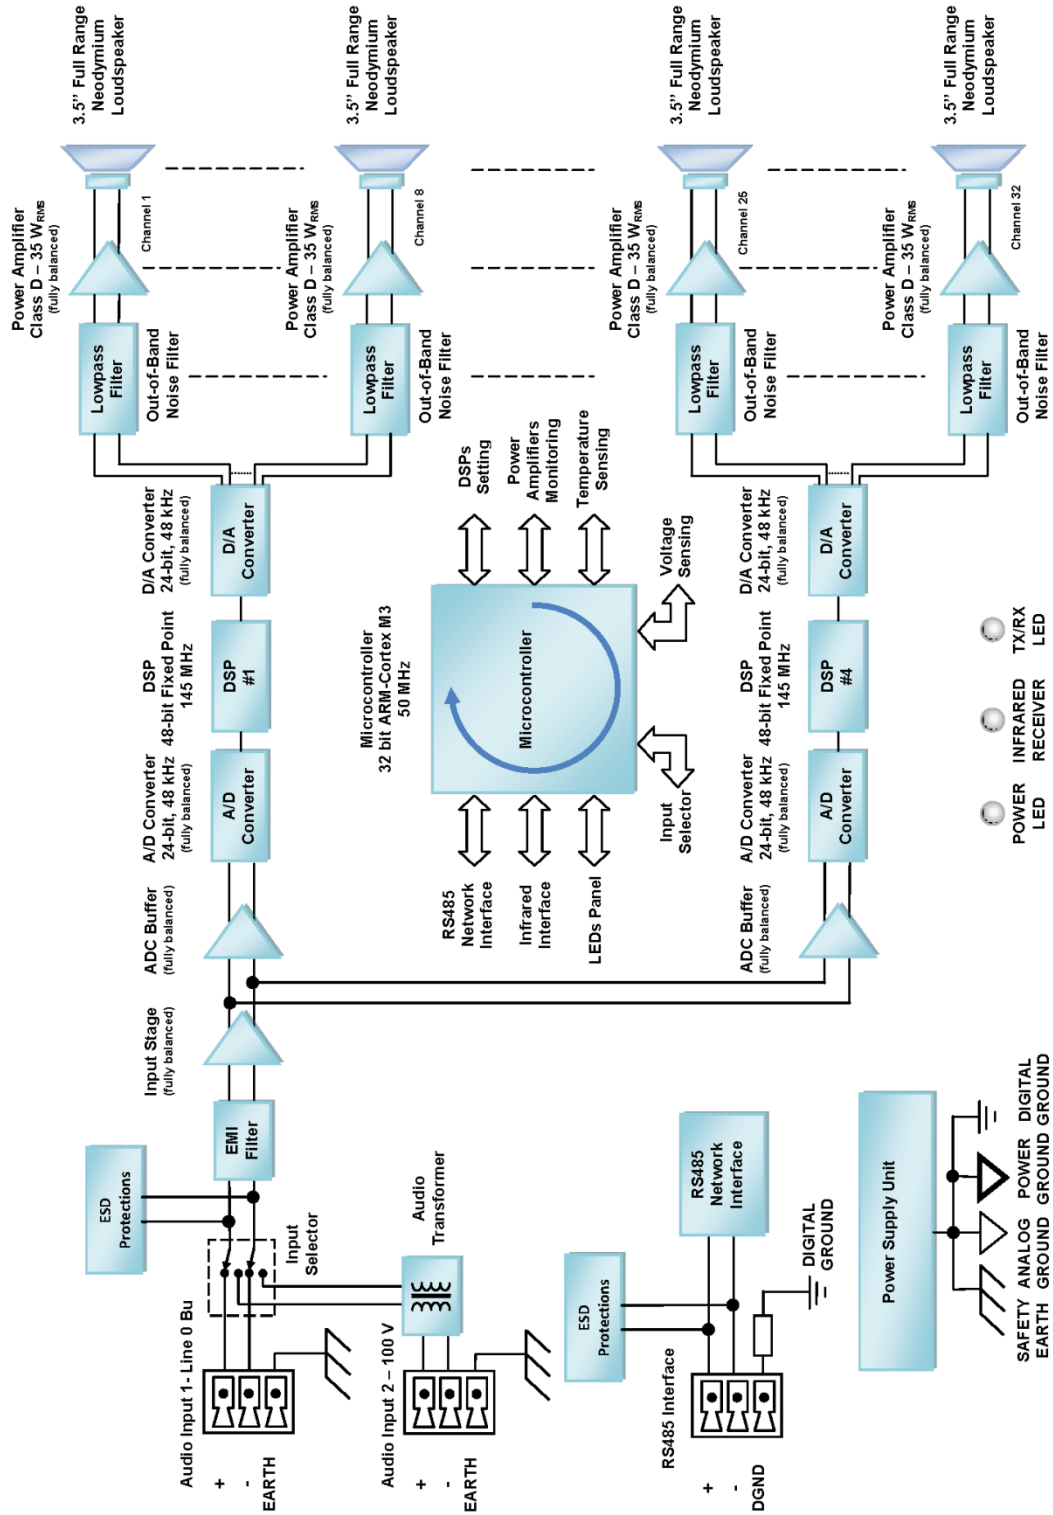 Audio Input 1- Line 0 Bu
+
-
EARTH
ESD
Protections
Input
Selector
EMI
Filter
Input Stage
(fully balanced)
ADC Buffer
(fully balanced)
A/D Converter
24-bit, 48 kHz
(fully balanced)
A/D
Converter
DSP
48-bit Fixed Point
145 MHz
DSP
#1
D/A Converter
24-bit, 48 kHz
(fully balanced)
D/A
Converter
Lowpass
Filter
Out-of-Band
Noise Filter
Power Amplifier
Class D – 35 WRMS
(fully balanced)
Channel 1
3.5” Full Range
Neodymium
Loudspeaker
Lowpass
Filter
Out-of-Band
Noise Filter
Power Amplifier
Class D – 35 WRMS
(fully balanced)
Channel 8
3.5” Full Range
Neodymium
Loudspeaker
Audio Input 2 – 100 V
+
-
EARTH
Audio
Transformer
Microcontroller
32 bit ARM-Cortex M3
50 MHz
Microcontroller
RS485
Network
Interface
Infrared
Interface
LEDs Panel
Input
Selector
DSPs
Setting
Power
Amplifiers
Monitoring
Temperature
Sensing
Voltage
Sensing
RS485 Interface
+
-
DGND
ESD
Protections
RS485
Network
Interface
DIGITAL
GROUND
ADC Buffer
(fully balanced)
A/D Converter
24-bit, 48 kHz
(fully balanced)
A/D
Converter
DSP
48-bit Fixed Point
145 MHz
DSP
#4
D/A Converter
24-bit, 48 kHz
(fully balanced)
D/A
Converter
Lowpass
Filter
Out-of-Band
Noise Filter
Power Amplifier
Class D – 35 WRMS
(fully balanced)
Channel 25
3.5” Full Range
Neodymium
Loudspeaker
Lowpass
Filter
Out-of-Band
Noise Filter
Power Amplifier
Class D – 35 WRMS
(fully balanced)
Channel 32
3.5” Full Range
Neodymium
Loudspeaker
Power Supply Unit
SAFETY
EARTH
ANALOG
GROUND
POWER
GROUND
DIGITAL
GROUND
POWER
LED
INFRARED
RECEIVER
TX/RX
LED